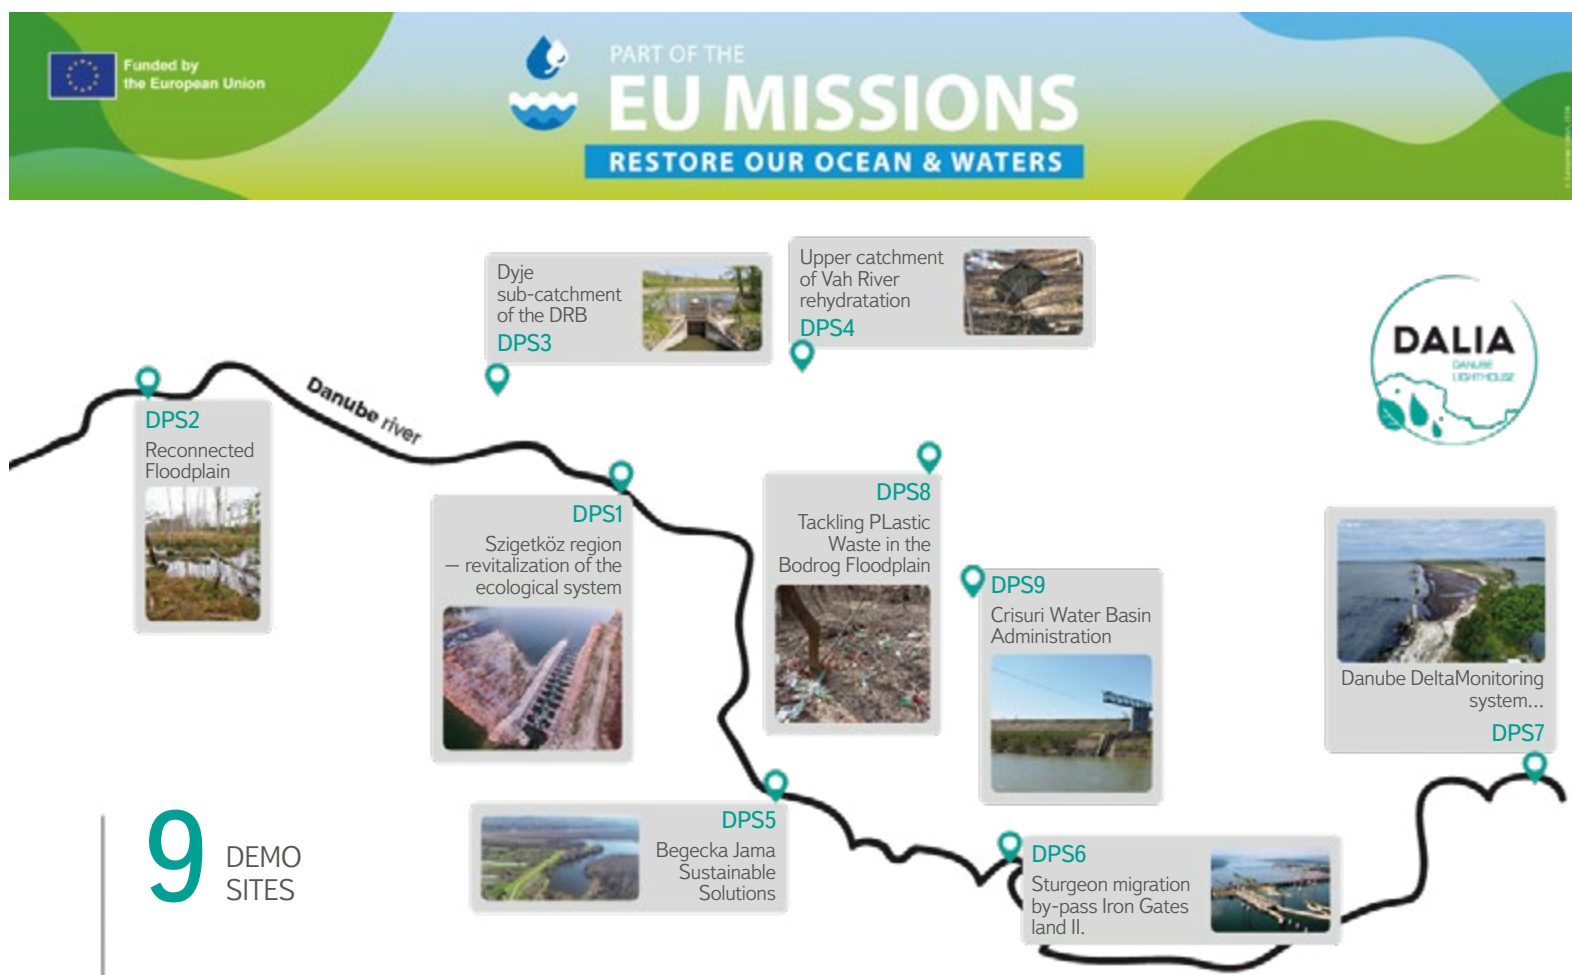 Funded by
the European Union
PART OF THE
EU MISSIONS
RESTORE OUR OCEAN & WATERS
Dyje
sub-catchment
of the DRB
DPS3
Upper catchment
of Vah River
rehydratation
DPS4
DALIA
DANUBE
LIGHTHOUSE
Danube river
DPS2
Reconnected
Floodplain
DPS1
Szigetköz region
– revitalization of the
ecological system
DPS8
Tackling PLastic
Waste in the
Bodrog Floodplain
DPS9
Crisuri Water Basin
Administration
Danube DeltaMonitoring
system...
DPS7
9 DEMO
SITES
DPS5
Begecka Jama
Sustainable
Solutions
DPS6
Sturgeon migration
by-pass Iron Gates
Iand II.